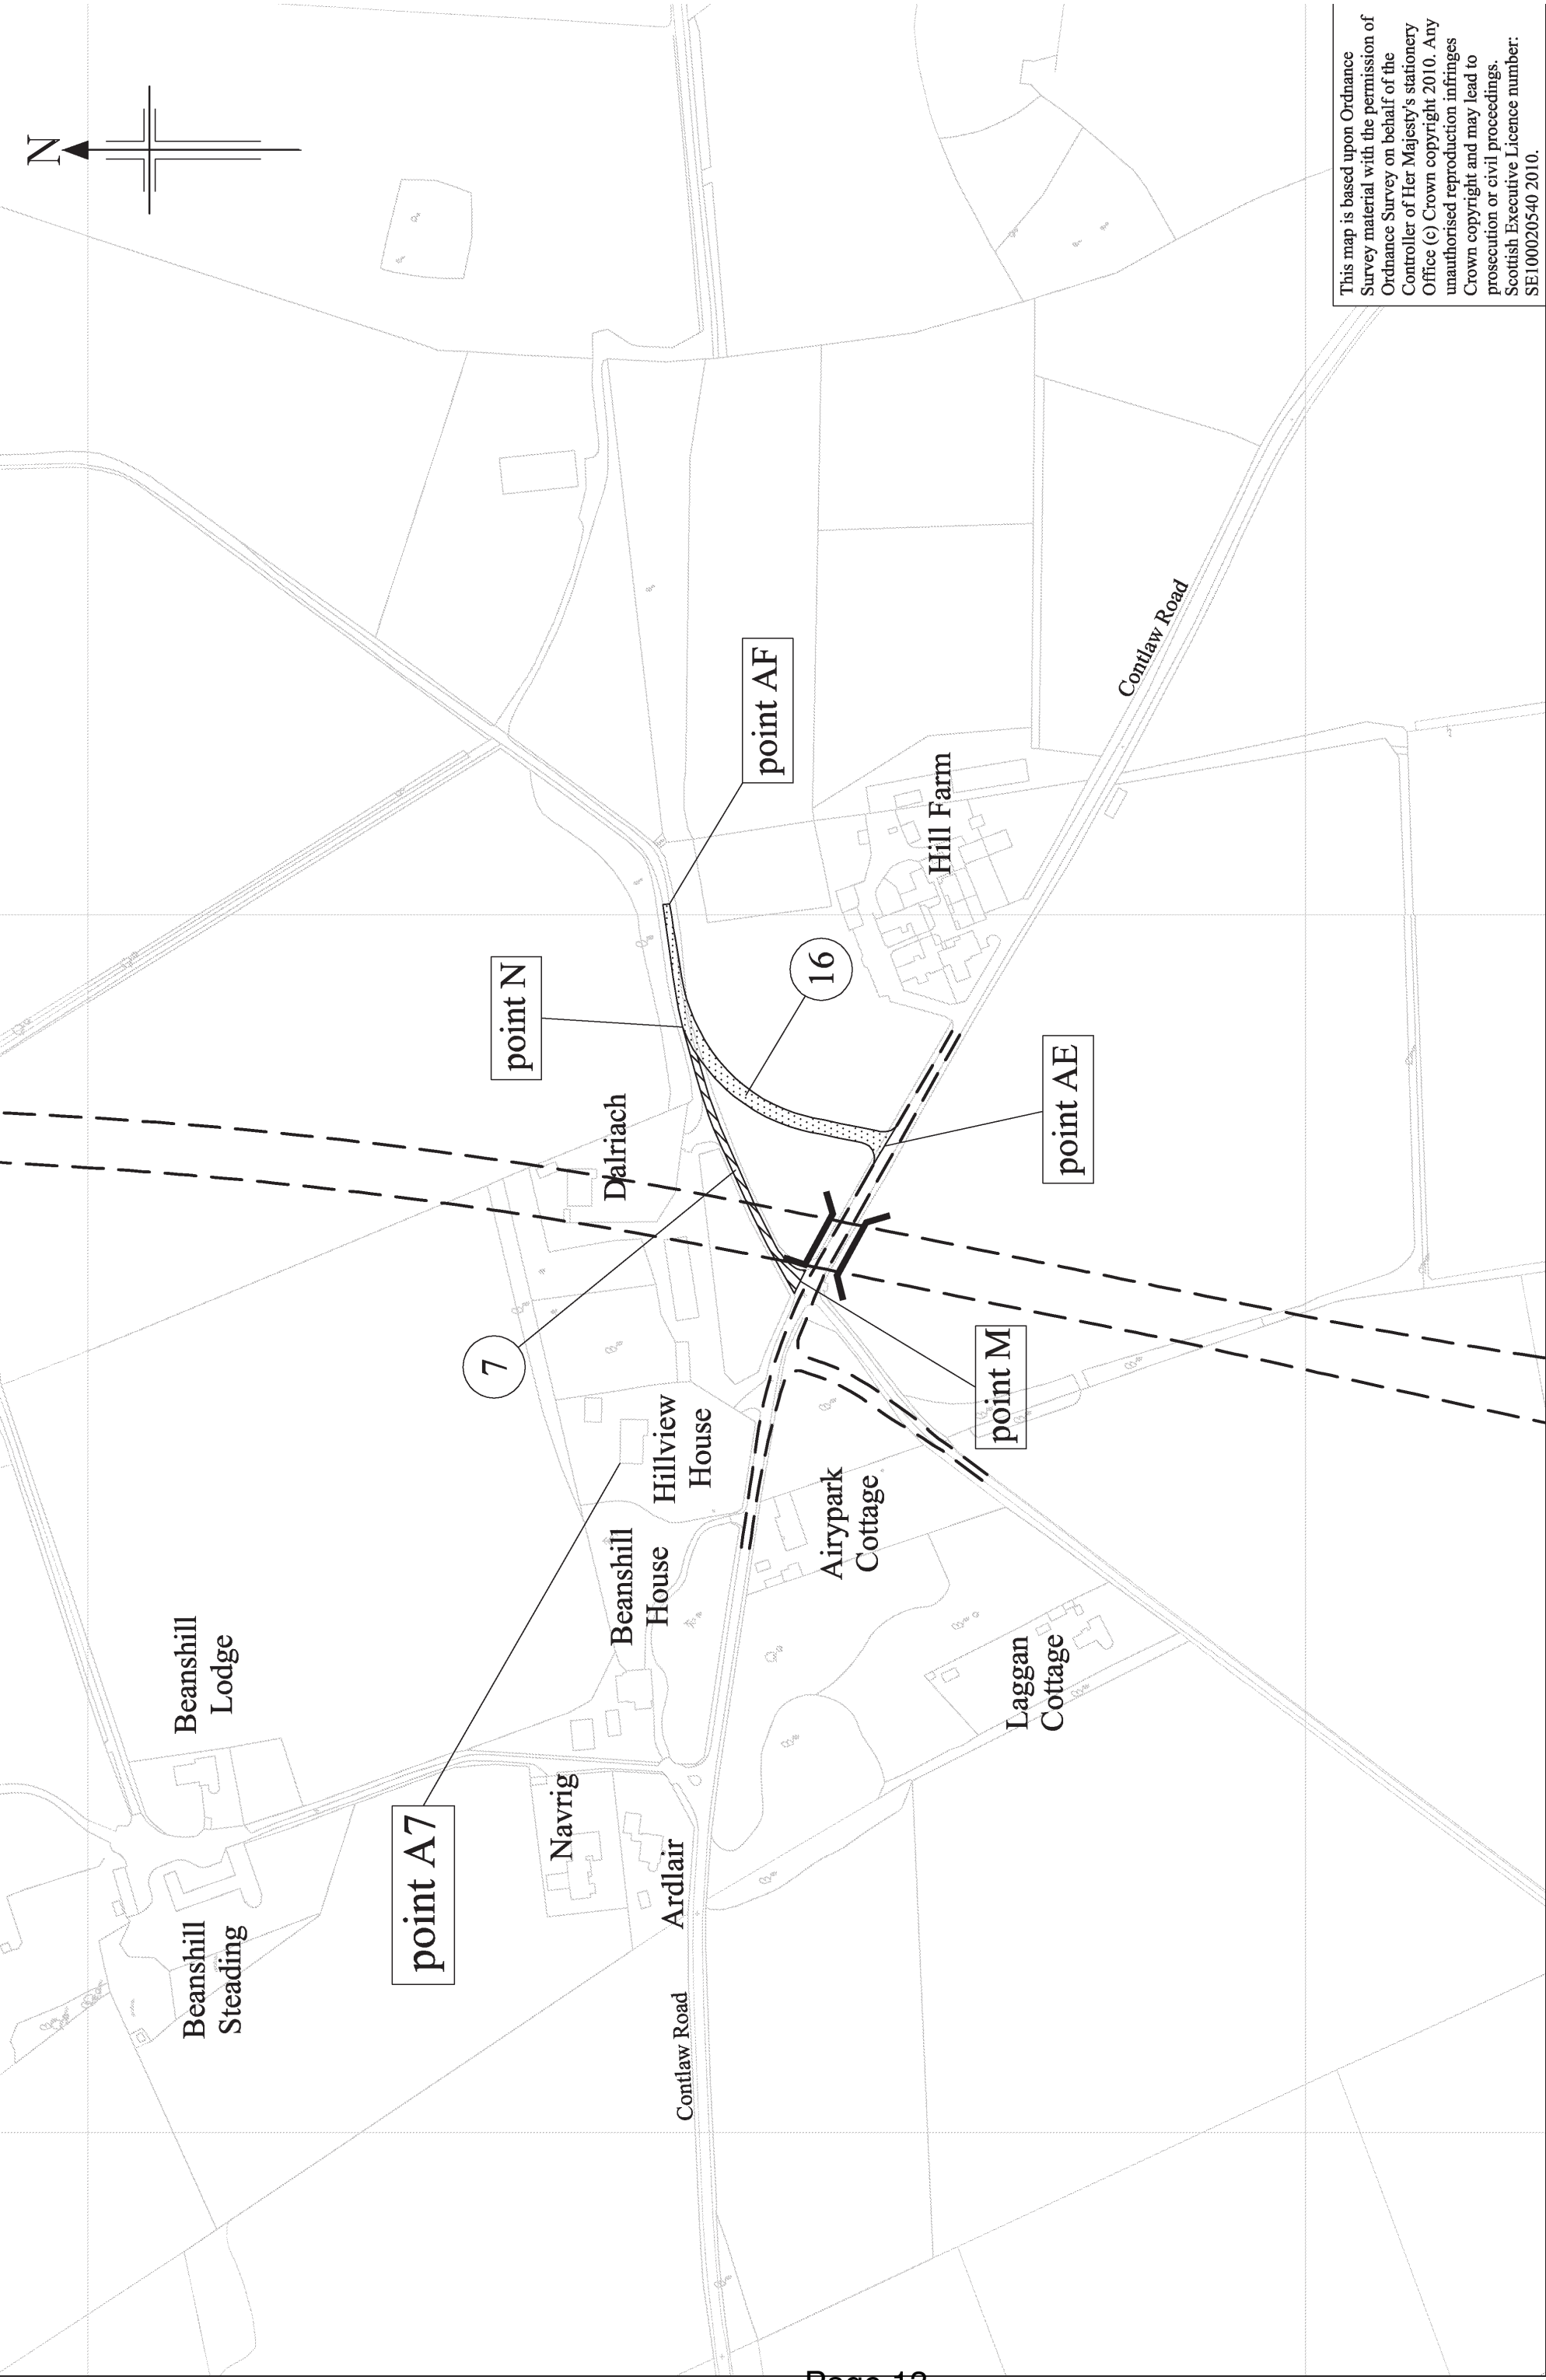 N
Beanshill
Steading
Beanshill
Lodge
point A7
Navrig
Ardlair
Contlaw Road
Beanshill
House
Hillview
House
7
Dalriach
point N
16
point AF
Airypark
Cottage
Laggan
Cottage
point M
point AE
Hill Farm
Contlaw Road
This map is based upon Ordnance
Survey material with the permission of
Ordnance Survey on behalf of the
Controller of Her Majesty's stationery
Office (c) Crown copyright 2010. Any
unauthorised reproduction infringes
Crown copyright and may lead to
prosecution or civil proceedings.
Scottish Executive Licence number:
SE100020540 2010.